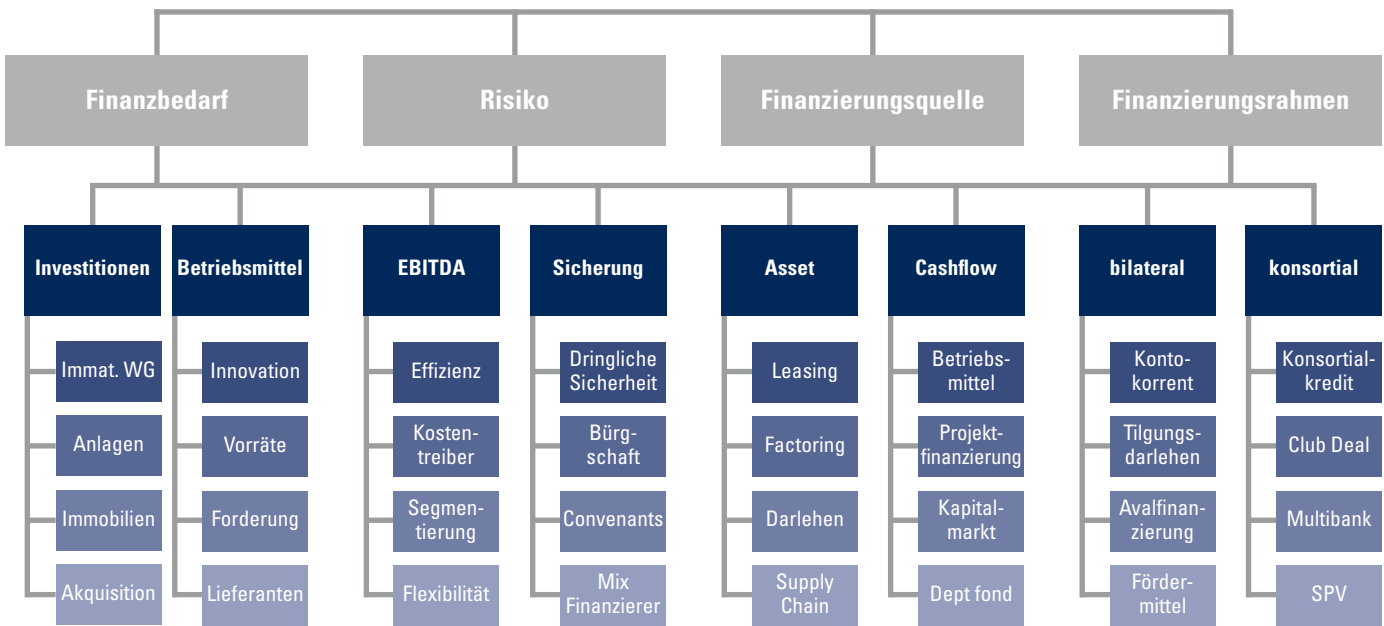 Finanzbedarf
Risiko
Finanzierungsquelle
Finanzierungsrahmen
Investitionen
Betriebsmittel
EBITDA
Sicherung
Asset
Cashflow
bilateral
konsortial
Immat. WG
Anlagen
Immobilien
Akquisition
Innovation
Vorräte
Forderung
Lieferanten
Effizienz
Kosten-
treiber
Segmen-
tierung
Flexibilität
Dringliche
Sicherheit
Bürg-
schaft
Convenants
Mix
Finanzierer
Leasing
Factoring
Darlehen
Supply
Chain
Betriebs-
mittel
Projekt-
finanzierung
Kapital-
markt
Dept fond
Konto-
korrent
Tilgungs-
darlehen
Avalfinan-
zierung
Förder-
mittel
Konsortial-
kredit
Club Deal
Multibank
SPV